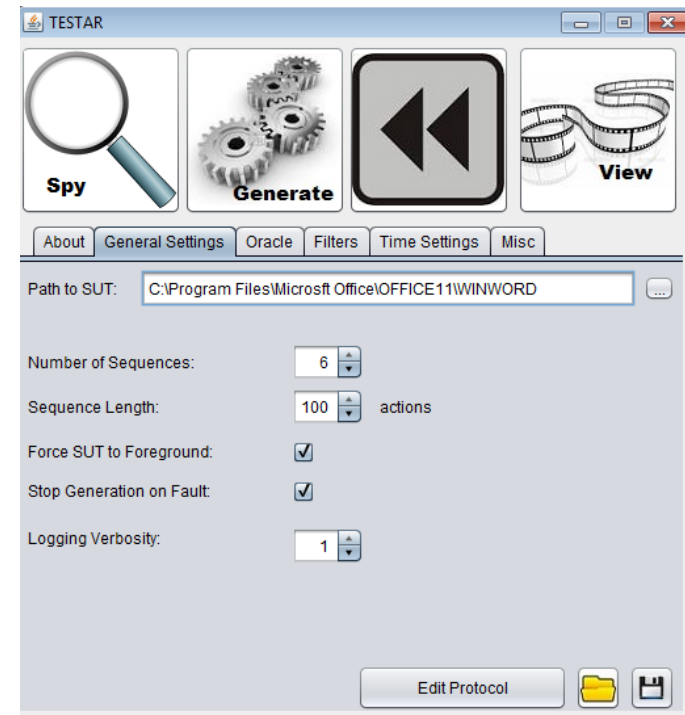 TESTAR
Spy
Generate
View
About General Settings Oracle Filters Time Settings Misc
Path to SUT: C:\Program Files\Microsft Office\OFFICE11\WINWORD ...
Number of Sequences: 6
Sequence Length: 100 actions
Force SUT to Foreground:
Stop Generation on Fault:
Logging Verbosity: 1
Edit Protocol